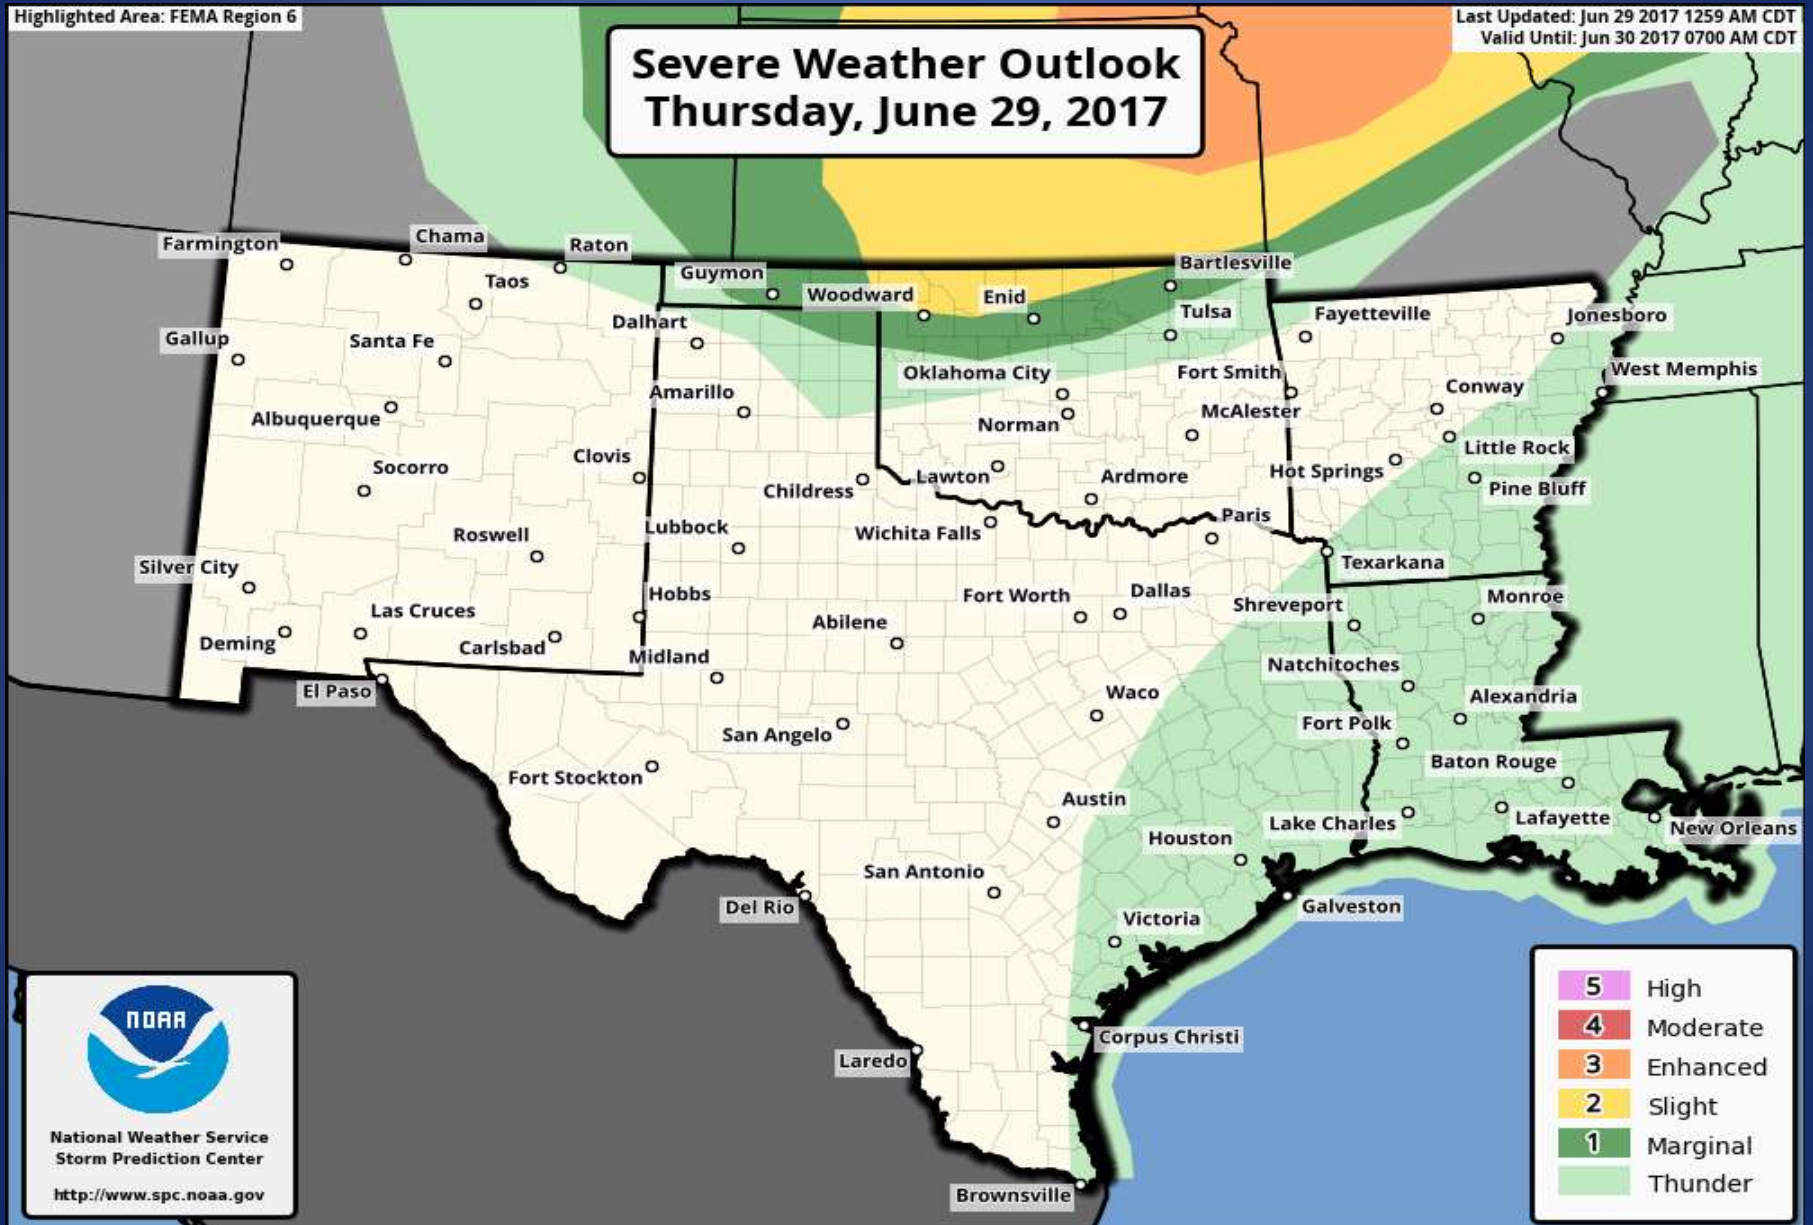 Highlighted Area: FEMA Region 6
Last Updated: Jun 29 2017 1259 AM CDT
Valid Until: Jun 30 2017 0700 AM CDT
Severe Weather Outlook
Thursday, June 29, 2017
Farmington
Chama
Raton
Taos
Guymon
Woodward
Enid
Bartlesville
Tulsa
Fayetteville
Jonesboro
Gallup
Santa Fe
Dalhart
Oklahoma City
Fort Smith
West Memphis
Albuquerque
Amarillo
Norman
McAlester
Conway
Socorro
Clovis
Childress
Lawton
Ardmore
Hot Springs
Little Rock
Pine Bluff
Roswell
Lubbock
Wichita Falls
Paris
Texarkana
Silver City
Las Cruces
Hobbs
Fort Worth
Dallas
Shreveport
Monroe
Deming
Carlsbad
Midland
Abilene
Natchitoches
El Paso
San Angelo
Waco
Fort Polk
Alexandria
Fort Stockton
Austin
Baton Rouge
Houston
Lake Charles
Lafayette
New Orleans
San Antonio
Del Rio
Victoria
Galveston
Corpus Christi
Laredo
Brownsville
NOAA
National Weather Service
Storm Prediction Center
http://www.spc.noaa.gov
5 High
4 Moderate
3 Enhanced
2 Slight
1 Marginal
Thunder